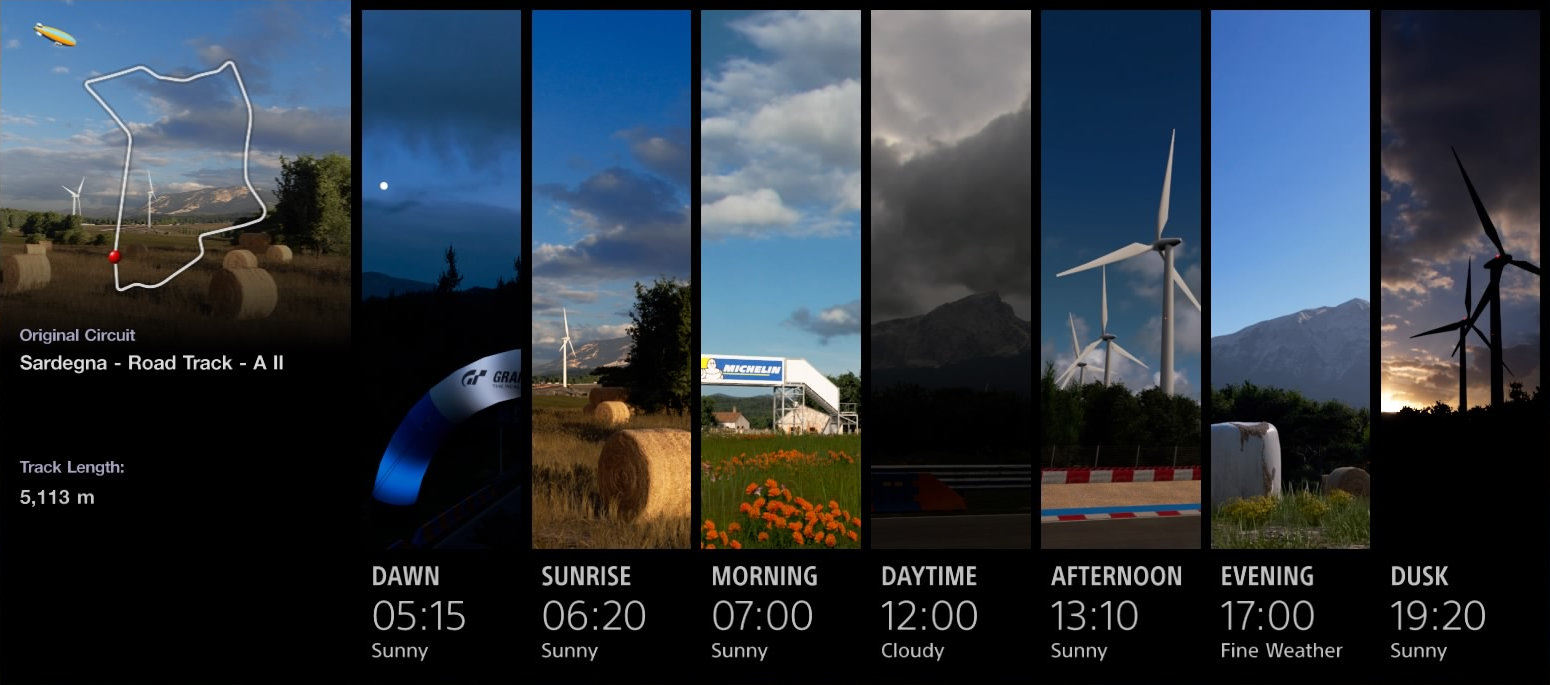 Original Circuit
Sardegna - Road Track - A II
Track Length:
5,113 m
GRAN
MICHELIN
DAWN
05:15
Sunny
SUNRISE
06:20
Sunny
MORNING
07:00
Sunny
DAYTIME
12:00
Cloudy
AFTERNOON
13:10
Sunny
EVENING
17:00
Fine Weather
DUSK
19:20
Sunny